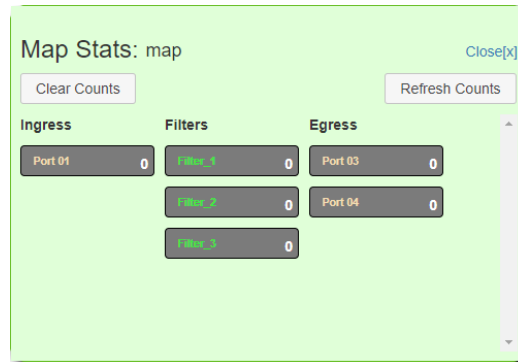 Map Stats: map
Close[x]
Clear Counts
Refresh Counts
Ingress Filters Egress
Port 01 0 Filter_1 0 Port 03 0
Filter_2 0 Port 04 0
Filter_3 0